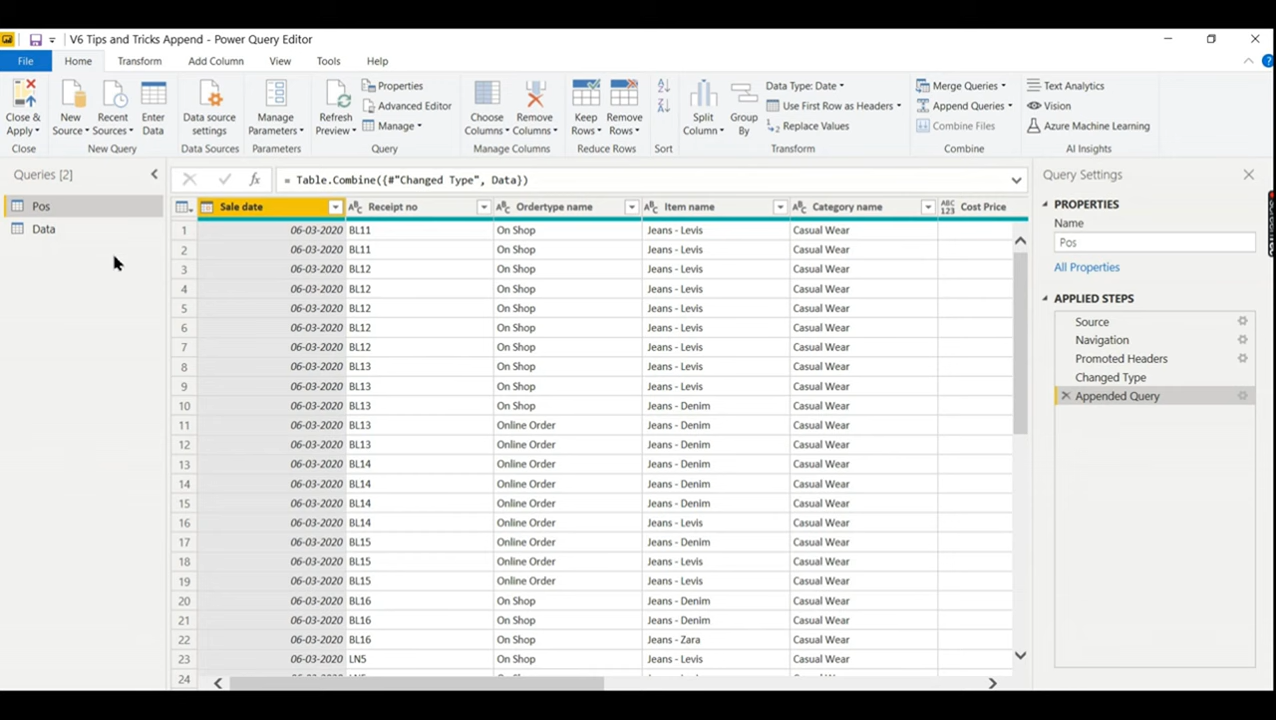 V6 Tips and Tricks Append - Power Query Editor
File Home Transform Add Column View Tools Help
Close & Apply
New Source
Recent Sources
Enter Data
Data source settings
Manage Parameters
Refresh Preview
Properties
Advanced Editor
Manage
Choose Columns
Remove Columns
Keep Rows
Remove Rows
Split Column
Group By
Data Type: Date
Use First Row as Headers
Replace Values
Merge Queries
Append Queries
Combine Files
Text Analytics
Vision
Azure Machine Learning
Close New Query Data Sources Parameters Query Manage Columns Reduce Rows Sort Transform Combine AI Insights
Queries [2]
Pos
Data
= Table.Combine({#"Changed Type", Data})
Sale date Receipt no Ordertype name Item name Category name Cost Price
1 06-03-2020 BL11 On Shop Jeans - Levis Casual Wear
2 06-03-2020 BL11 On Shop Jeans - Levis Casual Wear
3 06-03-2020 BL12 On Shop Jeans - Levis Casual Wear
4 06-03-2020 BL12 On Shop Jeans - Levis Casual Wear
5 06-03-2020 BL12 On Shop Jeans - Levis Casual Wear
6 06-03-2020 BL12 On Shop Jeans - Levis Casual Wear
7 06-03-2020 BL12 On Shop Jeans - Levis Casual Wear
8 06-03-2020 BL13 On Shop Jeans - Levis Casual Wear
9 06-03-2020 BL13 On Shop Jeans - Levis Casual Wear
10 06-03-2020 BL13 On Shop Jeans - Denim Casual Wear
11 06-03-2020 BL13 Online Order Jeans - Denim Casual Wear
12 06-03-2020 BL13 Online Order Jeans - Denim Casual Wear
13 06-03-2020 BL14 Online Order Jeans - Denim Casual Wear
14 06-03-2020 BL14 Online Order Jeans - Denim Casual Wear
15 06-03-2020 BL14 Online Order Jeans - Denim Casual Wear
16 06-03-2020 BL14 Online Order Jeans - Levis Casual Wear
17 06-03-2020 BL15 Online Order Jeans - Denim Casual Wear
18 06-03-2020 BL15 Online Order Jeans - Levis Casual Wear
19 06-03-2020 BL15 Online Order Jeans - Levis Casual Wear
20 06-03-2020 BL16 On Shop Jeans - Denim Casual Wear
21 06-03-2020 BL16 On Shop Jeans - Denim Casual Wear
22 06-03-2020 BL16 On Shop Jeans - Zara Casual Wear
23 06-03-2020 LN5 On Shop Jeans - Levis Casual Wear
24
Query Settings
PROPERTIES
Name
Pos
All Properties
APPLIED STEPS
Source
Navigation
Promoted Headers
Changed Type
Appended Query